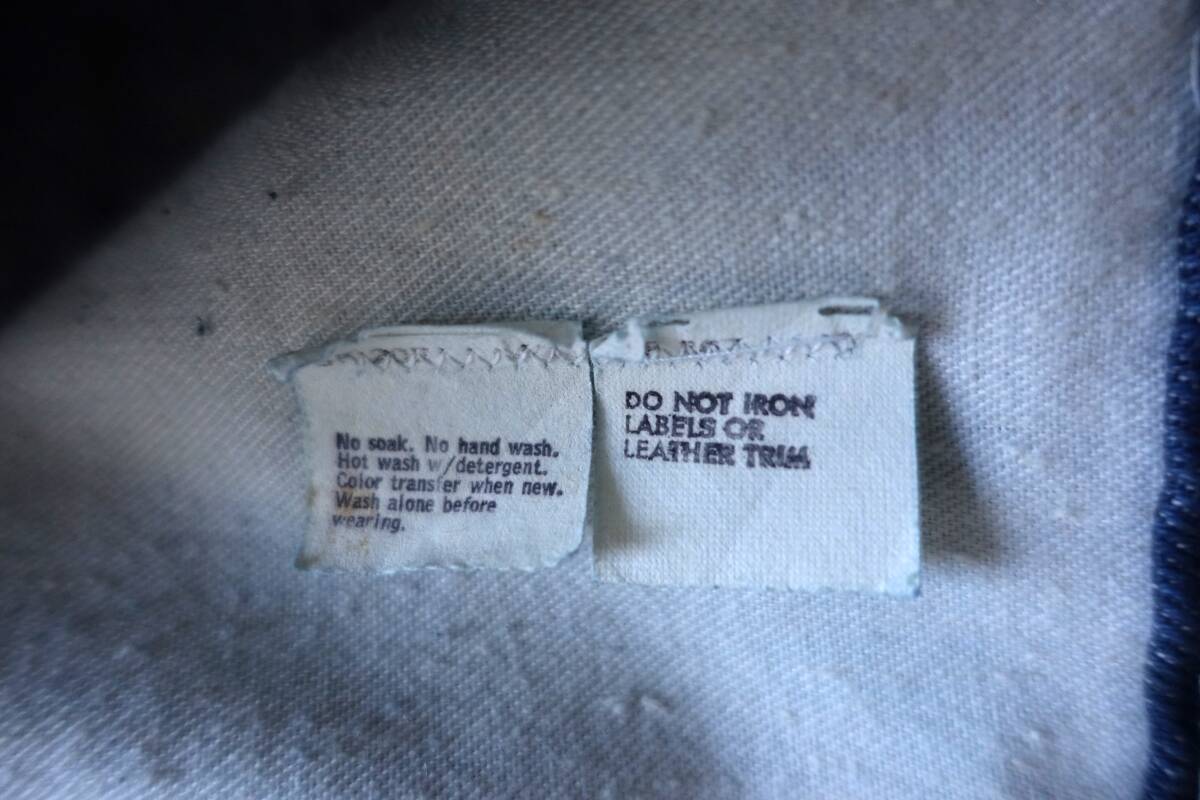 No soak. No hand wash.
Hot wash w/detergent.
Color transfer when new.
Wash alone before
wearing.
DO NOT IRON
LABELS OR
LEATHER TRIM